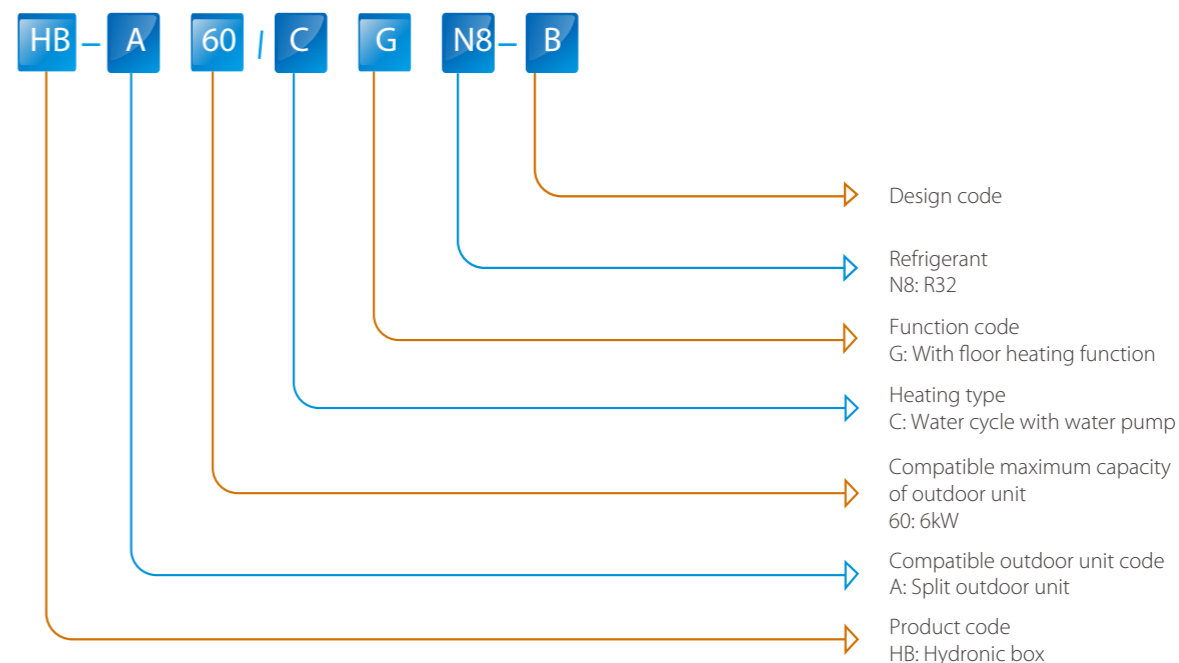 HB – A 60 / C G N8 – B
Design code
Refrigerant
N8: R32
Function code
G: With floor heating function
Heating type
C: Water cycle with water pump
Compatible maximum capacity
of outdoor unit
60: 6kW
Compatible outdoor unit code
A: Split outdoor unit
Product code
HB: Hydronic box